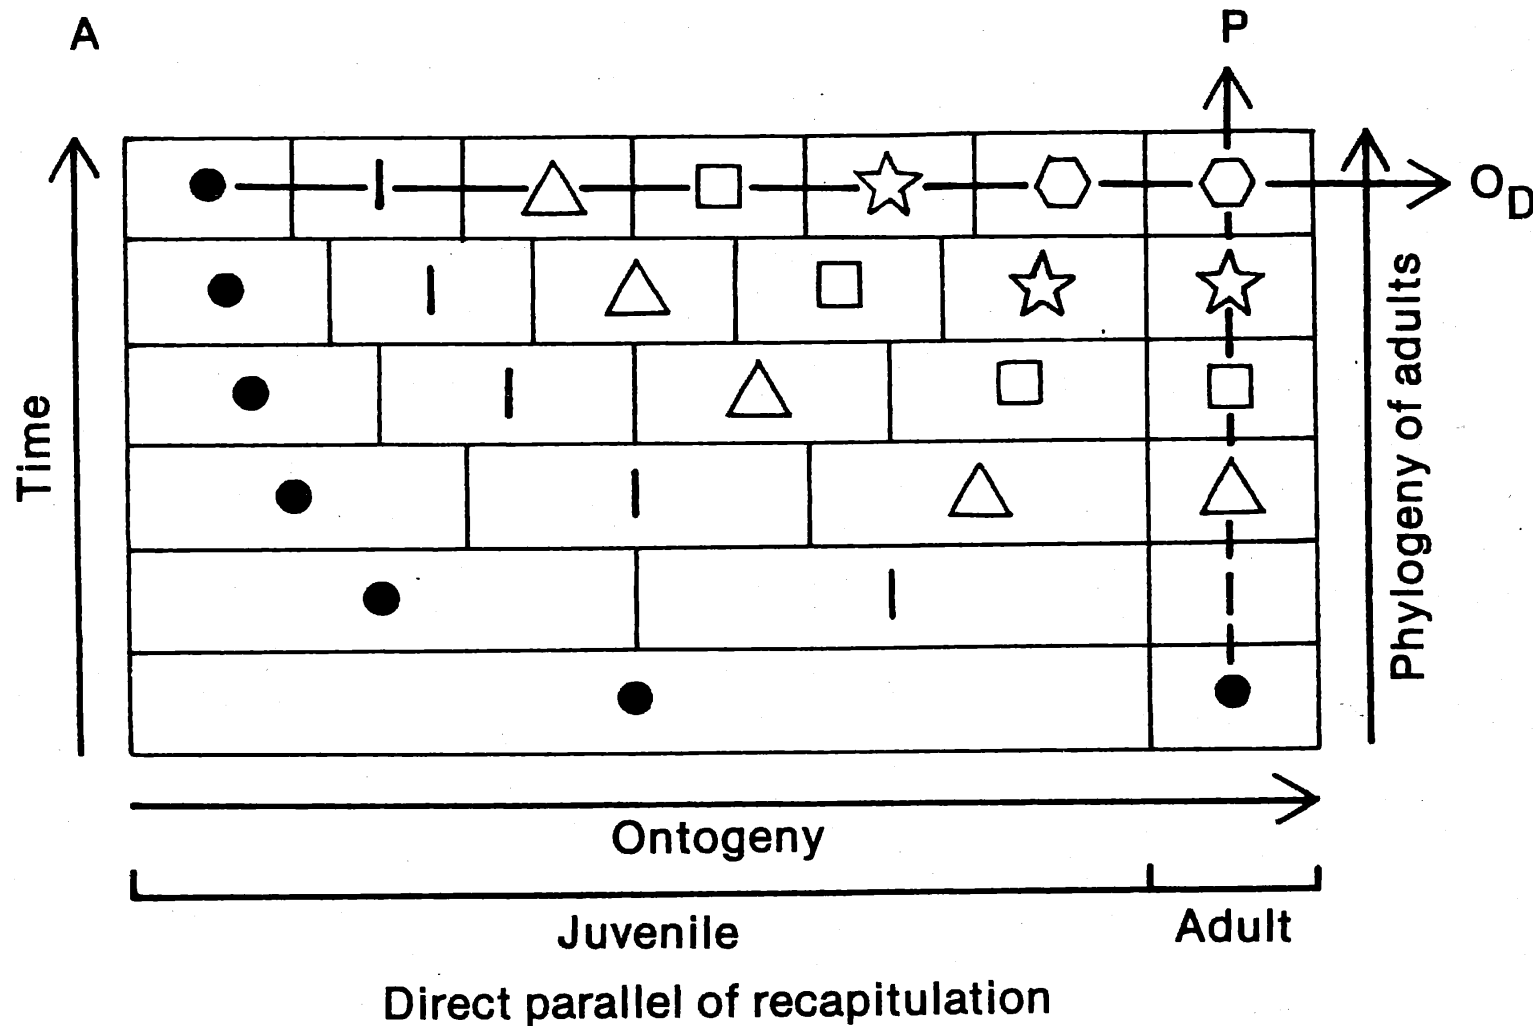 A
P
O_D
Time
Phylogeny of adults
Ontogeny
Juvenile
Adult
Direct parallel of recapitulation